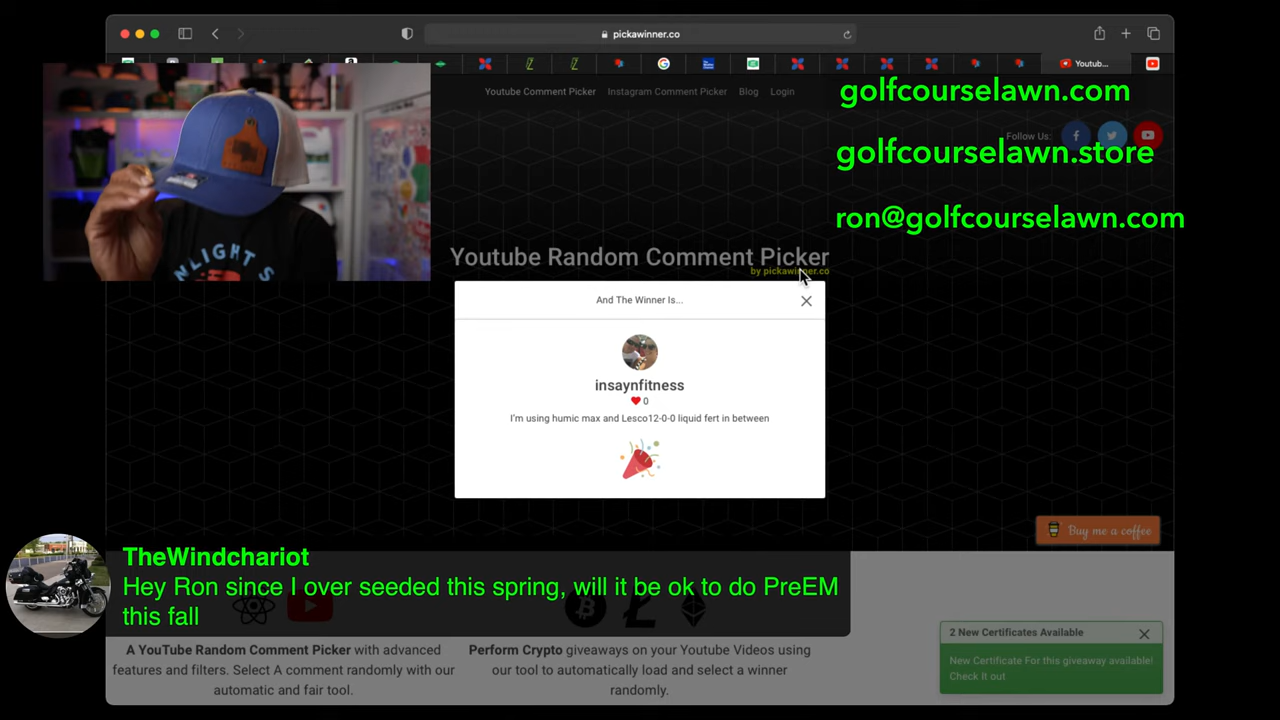 pickawinner.co
Youtub...
Youtube Comment Picker
Instagram Comment Picker
Blog
Login
golfcourselawn.com
Follow Us:
golfcourselawn.store
ron@golfcourselawn.com
NLIGHT S
Youtube Random Comment Picker
by pickawinner.co
And The Winner Is...
insaynfitness
0
I'm using humic max and Lesco12-0-0 liquid fert in between
Buy me a coffee
TheWindchariot
Hey Ron since I over seeded this spring, will it be ok to do PreEM
this fall
2 New Certificates Available
New Certificate For this giveaway available!
Check It out
A YouTube Random Comment Picker with advanced
features and filters. Select A comment randomly with our
automatic and fair tool.
Perform Crypto giveaways on your Youtube Videos using
our tool to automatically load and select a winner
randomly.